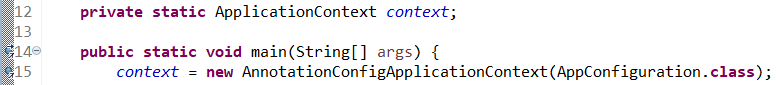 12 private static ApplicationContext context;
13
14 public static void main(String[] args) {
15 context = new AnnotationConfigApplicationContext(AppConfiguration.class);